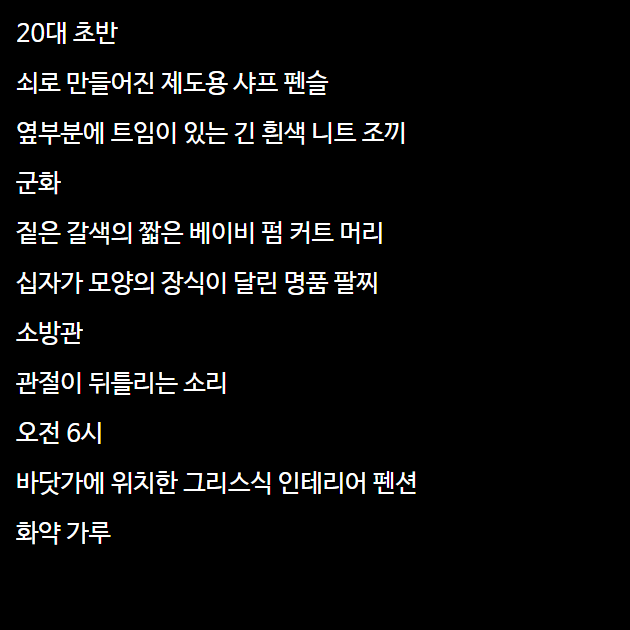 20대 초반
쇠로 만들어진 제도용 샤프 펜슬
옆부분에 트임이 있는 긴 흰색 니트 조끼
군화
짙은 갈색의 짧은 베이비 펌 커트 머리
십자가 모양의 장식이 달린 명품 팔찌
소방관
관절이 뒤틀리는 소리
오전 6시
바닷가에 위치한 그리스식 인테리어 펜션
화약 가루